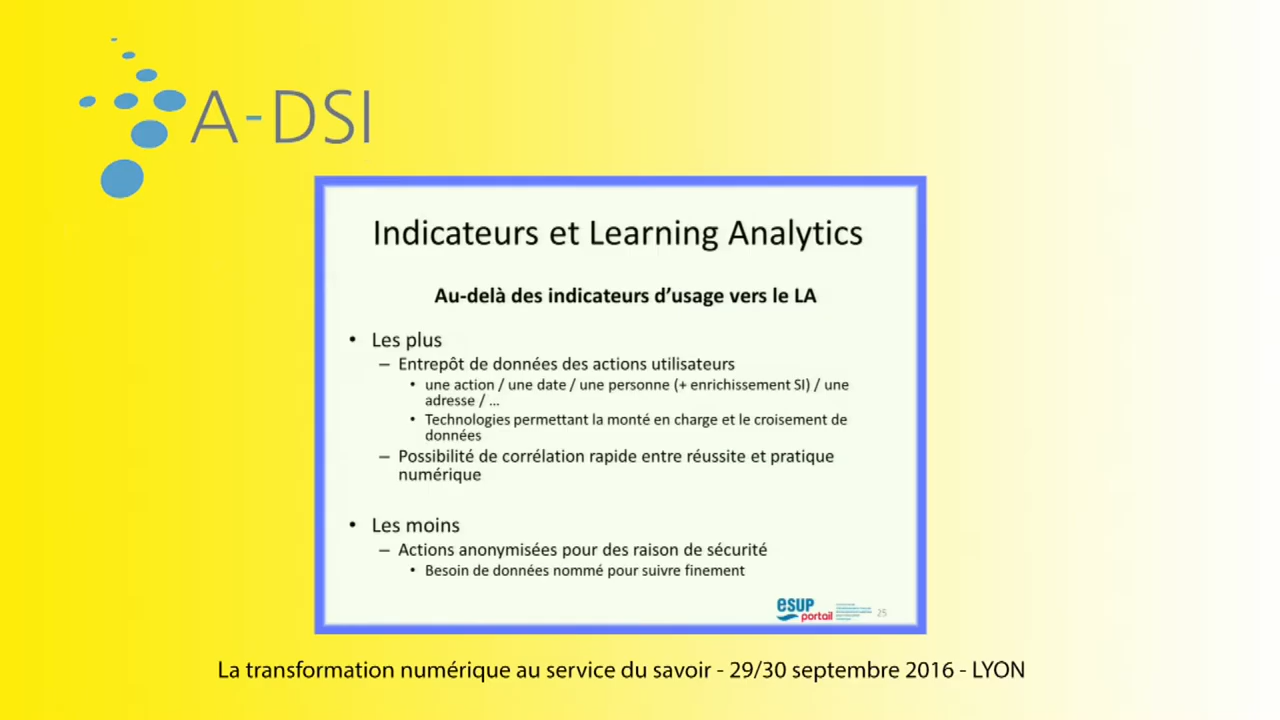 A-DSI
Indicateurs et Learning Analytics
Au-delà des indicateurs d’usage vers le LA
• Les plus
– Entrepôt de données des actions utilisateurs
• une action / une date / une personne (+ enrichissement SI) / une
adresse / ...
• Technologies permettant la monté en charge et le croisement de
données
– Possibilité de corrélation rapide entre réussite et pratique
numérique
• Les moins
– Actions anonymisées pour des raison de sécurité
• Besoin de données nommé pour suivre finement
esup
portail
25
La transformation numérique au service du savoir - 29/30 septembre 2016 - LYON